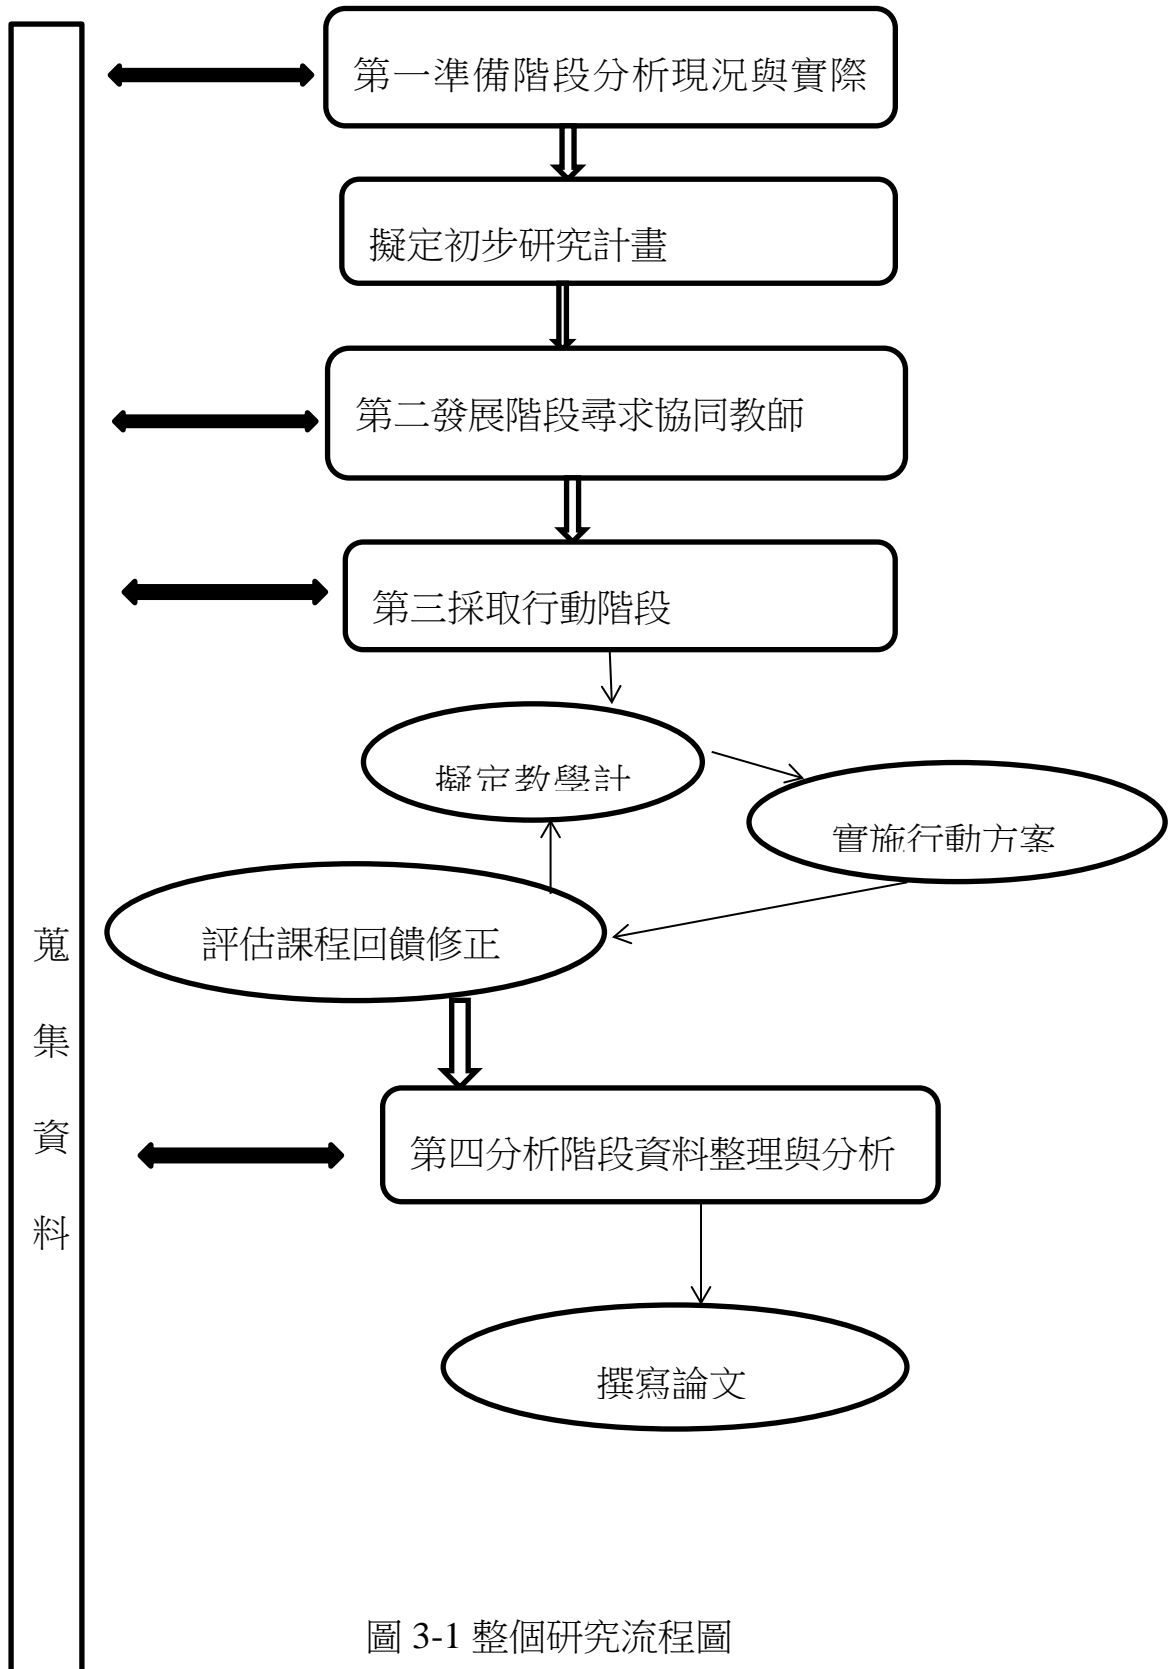 第一準備階段分析現況與實際
擬定初步研究計畫
第二發展階段尋求協同教師
第三採取行動階段
擬定教學計
實施行動方案
評估課程回饋修正
第四分析階段資料整理與分析
撰寫論文
蒐
集
資
料
圖 3-1 整個研究流程圖